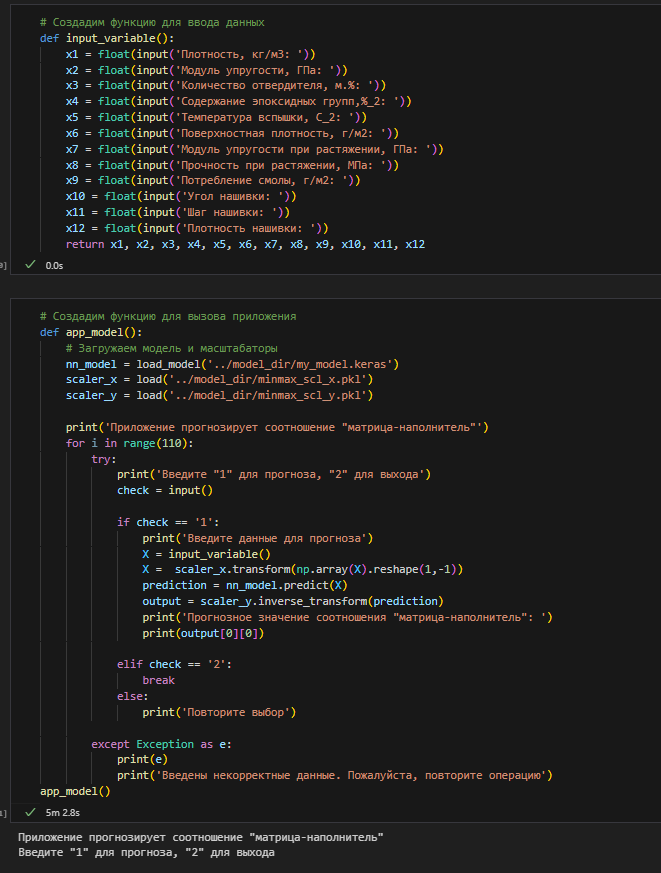 # Создадим функцию для ввода данных
def input_variable():
    x1 = float(input('Плотность, кг/м3: '))
    x2 = float(input('Модуль упругости, ГПа: '))
    x3 = float(input('Количество отвердителя, м.%: '))
    x4 = float(input('Содержание эпоксидных групп,%_2: '))
    x5 = float(input('Температура вспышки, С_2: '))
    x6 = float(input('Поверхностная плотность, г/м2: '))
    x7 = float(input('Модуль упругости при растяжении, ГПа: '))
    x8 = float(input('Прочность при растяжении, МПа: '))
    x9 = float(input('Потребление смолы, г/м2: '))
    x10 = float(input('Угол нашивки: '))
    x11 = float(input('Шаг нашивки: '))
    x12 = float(input('Плотность нашивки: '))
    return x1, x2, x3, x4, x5, x6, x7, x8, x9, x10, x11, x12
✓ 0.0s
# Создадим функцию для вызова приложения
def app_model():
    # Загружаем модель и масштабаторы
    nn_model = load_model('../model_dir/my_model.keras')
    scaler_x = load('../model_dir/minmax_scl_x.pkl')
    scaler_y = load('../model_dir/minmax_scl_y.pkl')
    print('Приложение прогнозирует соотношение "матрица-наполнитель"')
    for i in range(110):
        try:
            print('Введите "1" для прогноза, "2" для выхода')
            check = input()
            if check == '1':
                print('Введите данные для прогноза')
                X = input_variable()
                X =  scaler_x.transform(np.array(X).reshape(1,-1))
                prediction = nn_model.predict(X)
                output = scaler_y.inverse_transform(prediction)
                print('Прогнозное значение соотношения "матрица-наполнитель": ')
                print(output[0][0])
            elif check == '2':
                break
            else:
                print('Повторите выбор')
        except Exception as e:
            print(e)
            print('Введены некорректные данные. Пожалуйста, повторите операцию')
app_model()
✓ 5m 2.8s
Приложение прогнозирует соотношение "матрица-наполнитель"
Введите "1" для прогноза, "2" для выхода